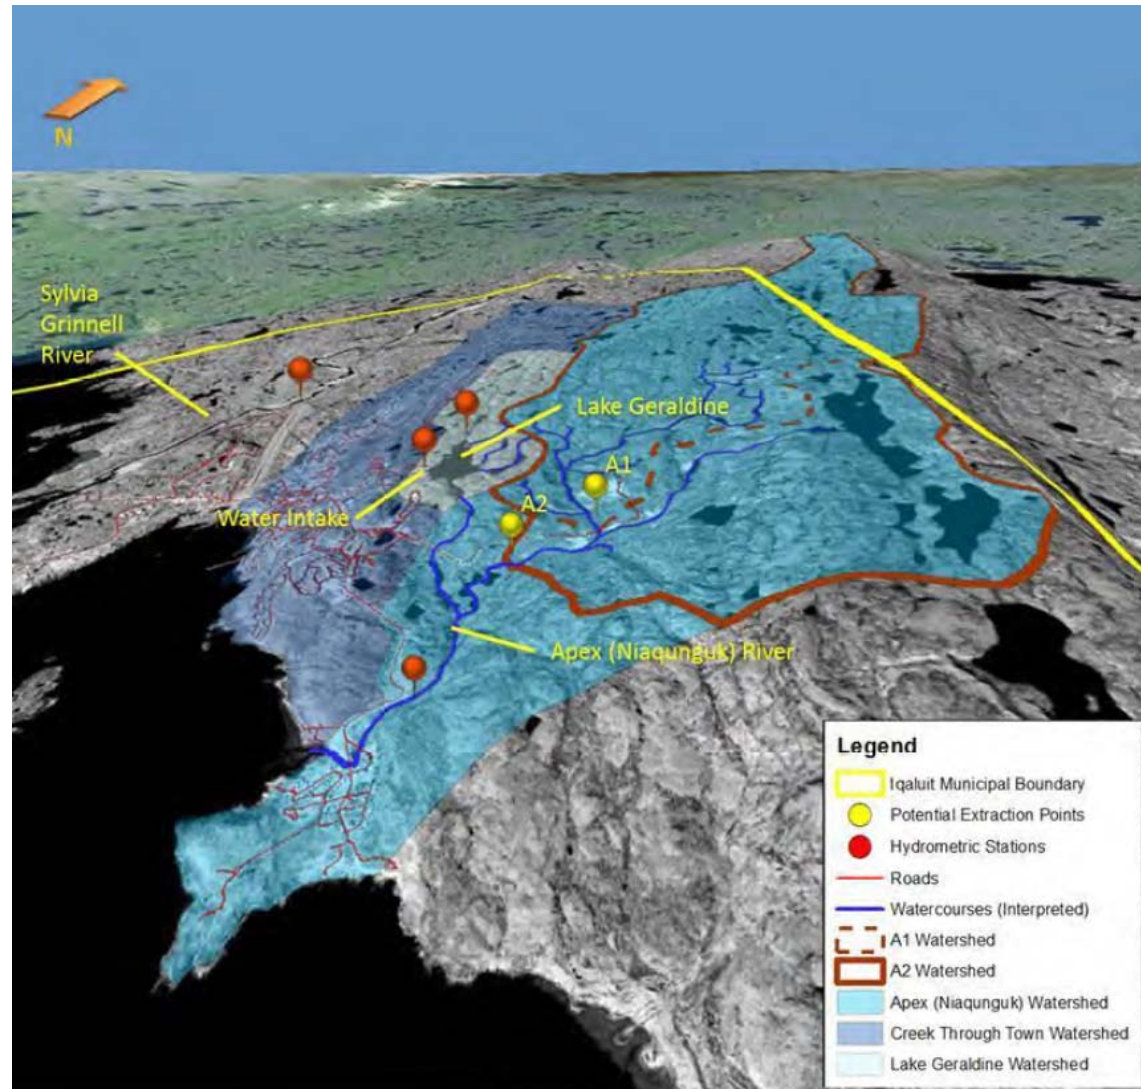 N
Sylvia
Grinnell
River
Lake Geraldine
A1
A2
Water Intake
Apex (Niaqunguk) River
Legend
Iqaluit Municipal Boundary
Potential Extraction Points
Hydrometric Stations
Roads
Watercourses (Interpreted)
A1 Watershed
A2 Watershed
Apex (Niaqunguk) Watershed
Creek Through Town Watershed
Lake Geraldine Watershed